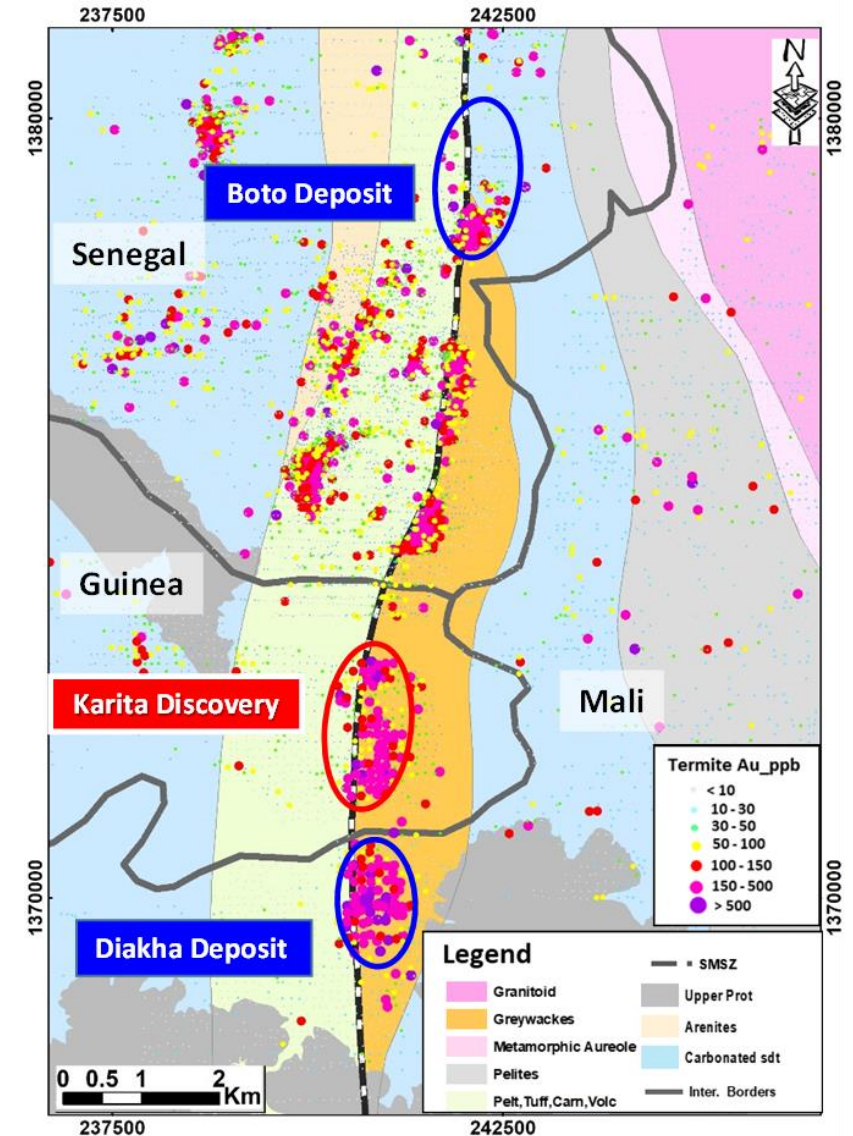 237500 242500
N
1380000 1380000
Boto Deposit
Senegal
Guinea
Karita Discovery
Mali
Termite Au_ppb
< 10
10 - 30
30 - 50
50 - 100
100 - 150
150 - 500
> 500
1370000 1370000
Diakha Deposit
Legend
Granitoid
Greywackes
Metamorphic Aureole
Pelites
Pelt,Tuff,Carn,Volc
SMSZ
Upper Prot
Arenites
Carbonated sdt
Inter. Borders
0 0.5 1 2
Km
237500 242500